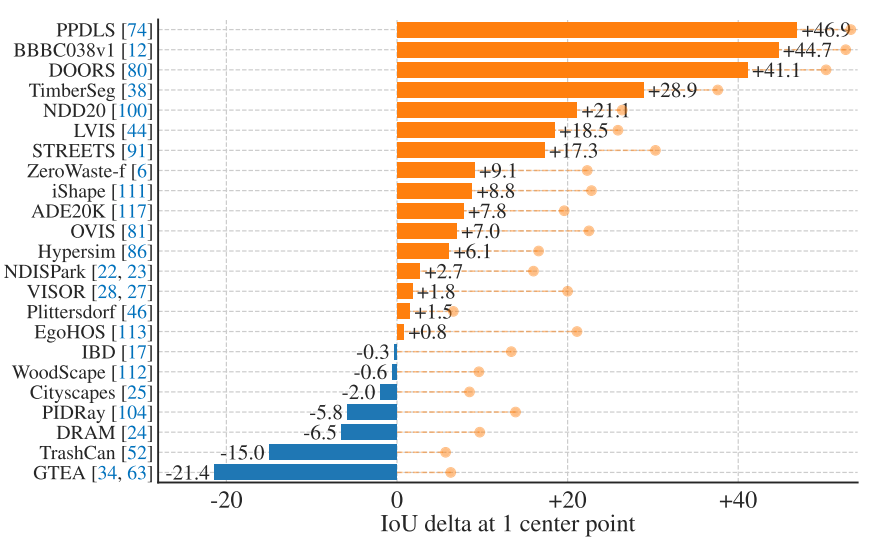 PPDLS [74] +46.9
BBBC038v1 [12] +44.7
DOORS [80] +41.1
TimberSeg [38] +28.9
NDD20 [100] +21.1
LVIS [44] +18.5
STREETS [91] +17.3
ZeroWaste-f [6] +9.1
iShape [111] +8.8
ADE20K [117] +7.8
OVIS [81] +7.0
Hypersim [86] +6.1
NDISPark [22, 23] +2.7
VISOR [28, 27] +1.8
Plittersdorf [46] +1.5
EgoHOS [113] +0.8
IBD [17] -0.3
WoodScape [112] -0.6
Cityscapes [25] -2.0
PIDRay [104] -5.8
DRAM [24] -6.5
TrashCan [52] -15.0
GTEA [34, 63] -21.4
-20 0 +20 +40
IoU delta at 1 center point